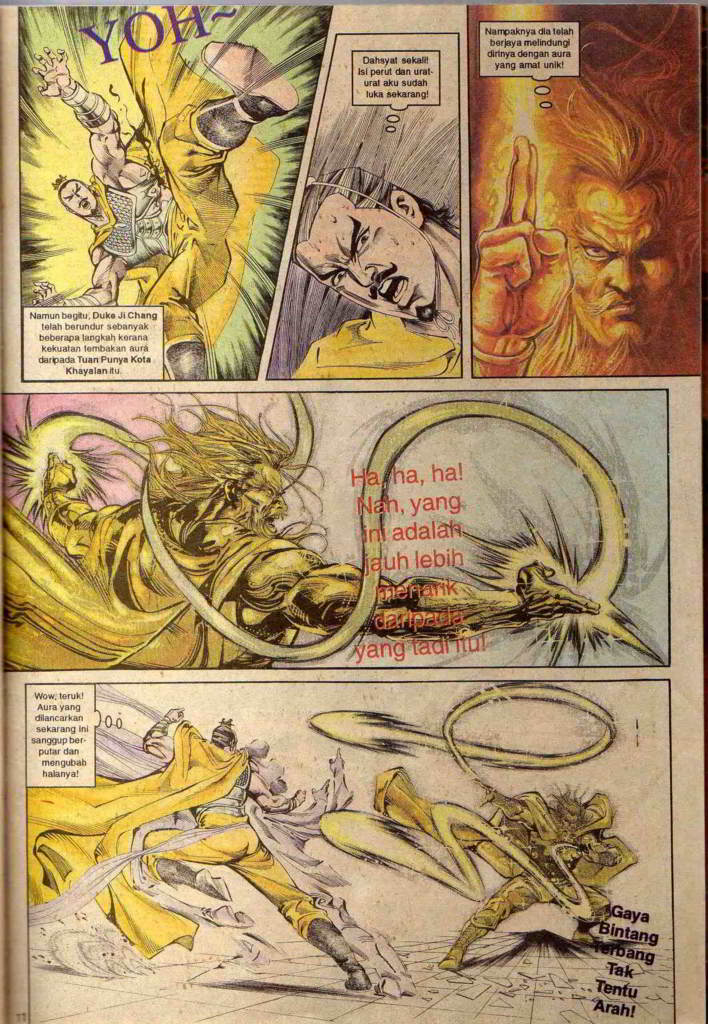 YOH~
Namun begitu, Duke Ji Chang
telah berundur sebanyak
beberapa langkah kerana
kekuatan tembakan aura
daripada Tuan Punya Kota
Khayalan itu.
Dahsyat sekali!
Isi perut dan urat-
urat aku sudah
luka sekarang!
Nampaknya dia telah
berjaya melindungi
dirinya dengan aura
yang amat unik!
Ha, ha, ha!
Nah, yang
ini adalah
jauh lebih
menarik
daripada
yang tadi itu!
Wow, teruk!
Aura yang
dilancarkan
sekarang ini
sanggup ber-
putar dan
mengubah
halanya!
Gaya
Bintang
Terbang
Tak
Tentu
Arah!
11